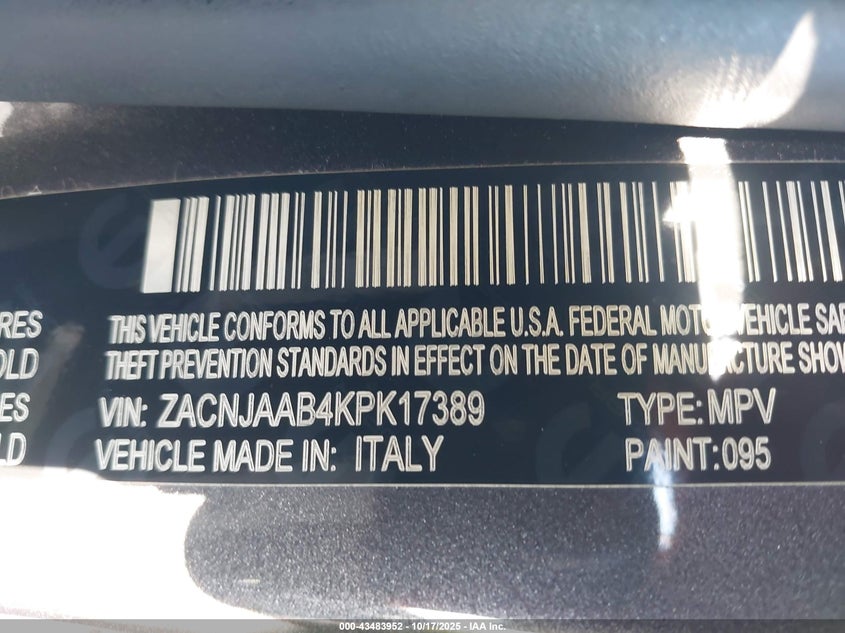 THIS VEHICLE CONFORMS TO ALL APPLICABLE U.S.A. FEDERAL MOTOR VEHICLE SAF
RES
THEFT PREVENTION STANDARDS IN EFFECT ON THE DATE OF MANUFACTURE SHOW
OLD
VIN: ZACNJAAB4KPK17389 TYPE: MPV
ES
VEHICLE MADE IN: ITALY PAINT: 095
LD
000-43483952 - 10/17/2025 - IAA Inc.